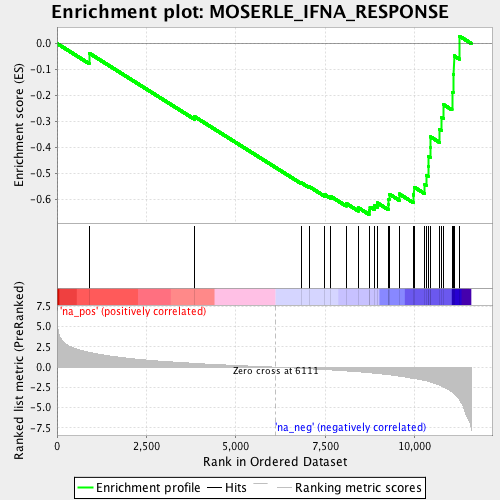 Enrichment plot: MOSERLE_IFNA_RESPONSE
Enrichment score (ES)
0.0
-0.1
-0.2
-0.3
-0.4
-0.5
-0.6
Ranked list metric (PreRanked)
7.5
5.0
2.5
0.0
-2.5
-5.0
-7.5
'na_pos' (positively correlated)
Zero cross at 6111
'na_neg' (negatively correlated)
0
2,500
5,000
7,500
10,000
Rank in Ordered Dataset
Enrichment profile
Hits
Ranking metric scores